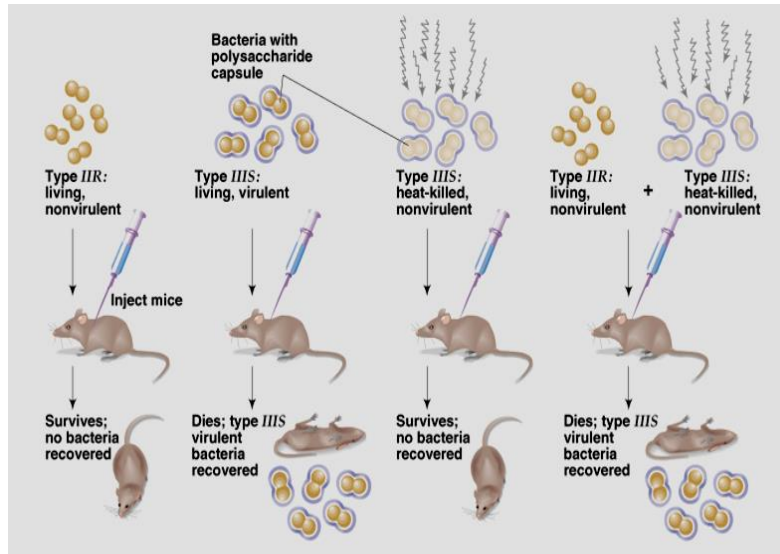 Bacteria with
polysaccharide
capsule
Type IIR:
living,
nonvirulent
Type IIIS:
living, virulent
Type IIIS:
heat-killed,
nonvirulent
Type IIR:
living,
nonvirulent
+
Type IIIS:
heat-killed,
nonvirulent
Inject mice
Survives;
no bacteria
recovered
Dies; type IIIS
virulent
bacteria
recovered
Survives;
no bacteria
recovered
Dies; type IIIS
virulent
bacteria
recovered